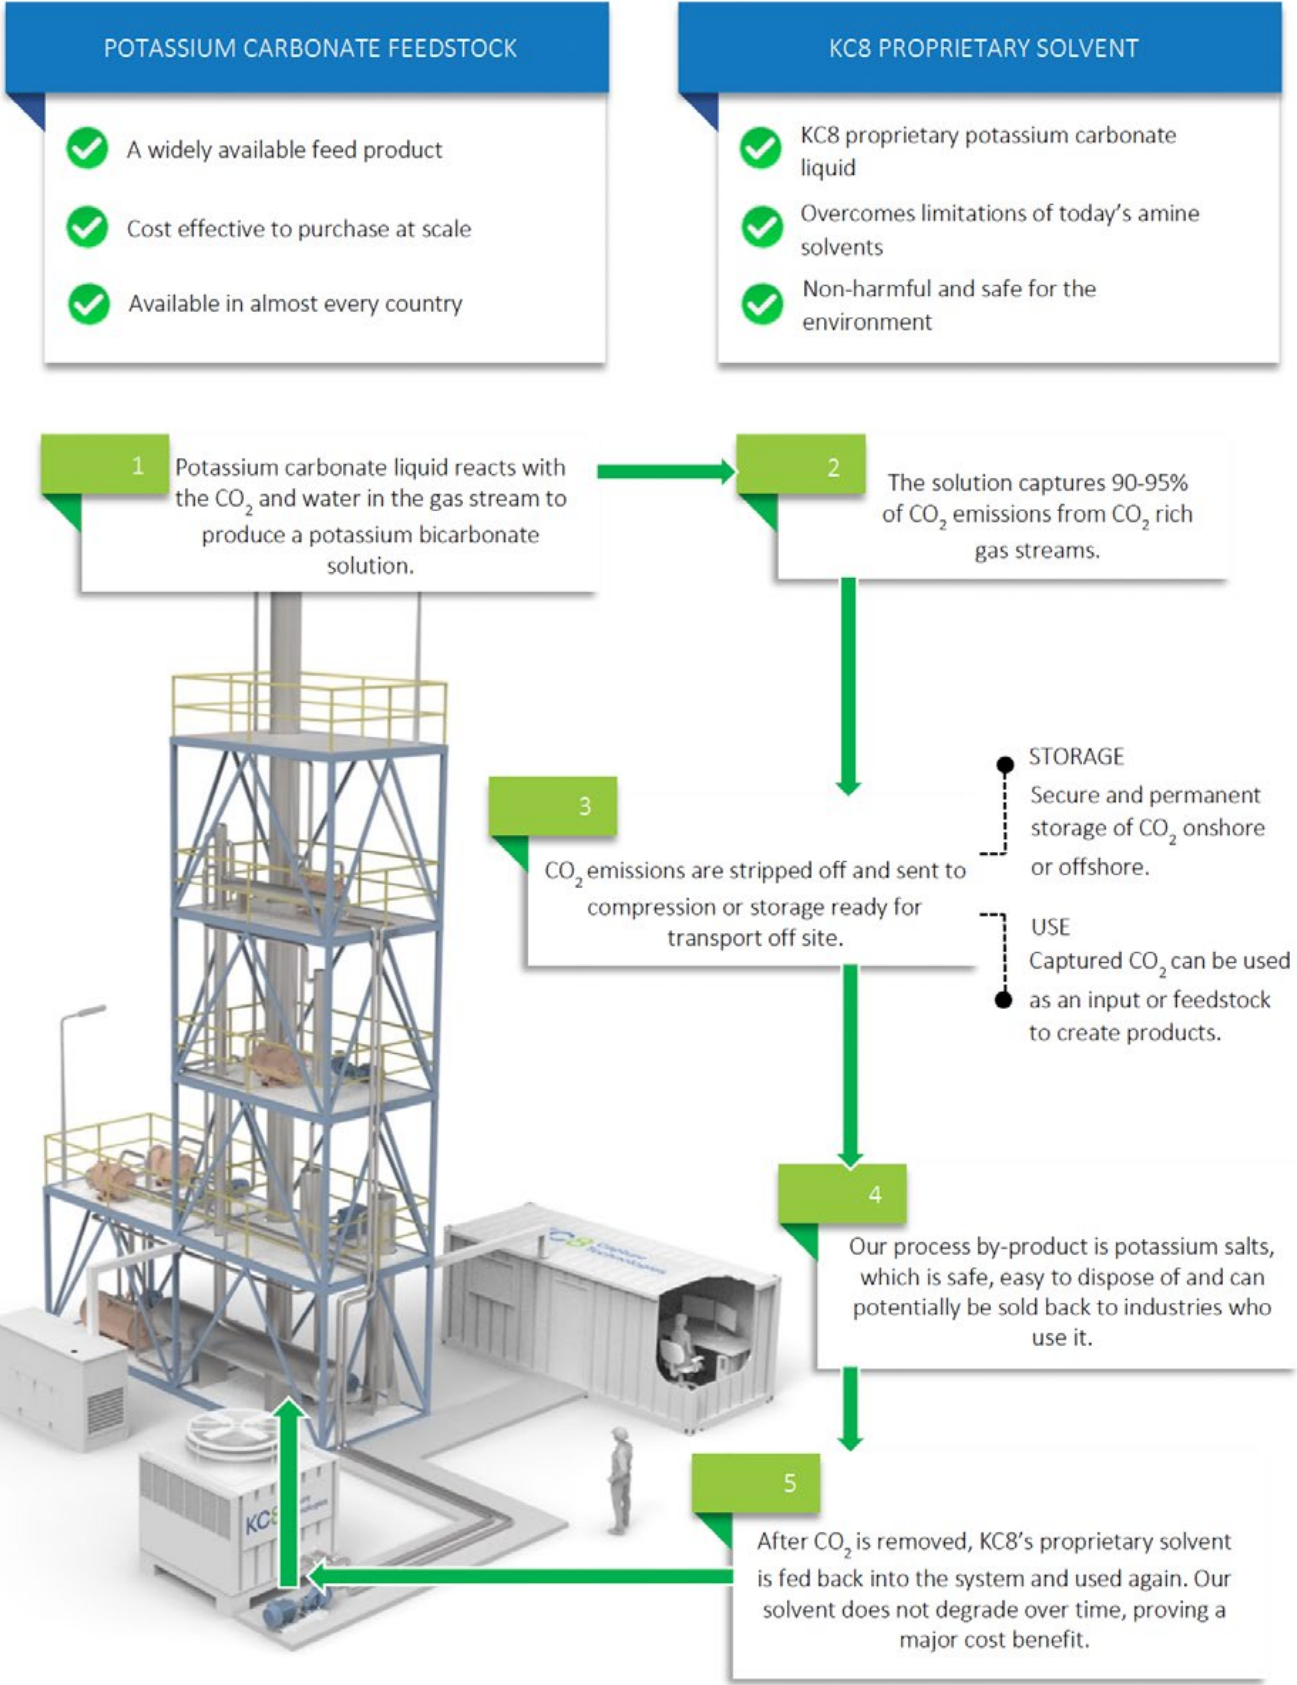 POTASSIUM CARBONATE FEEDSTOCK
A widely available feed product
Cost effective to purchase at scale
Available in almost every country
KC8 PROPRIETARY SOLVENT
KC8 proprietary potassium carbonate
liquid
Overcomes limitations of today's amine
solvents
Non-harmful and safe for the
environment
1
Potassium carbonate liquid reacts with
the CO₂ and water in the gas stream to
produce a potassium bicarbonate
solution.
2
The solution captures 90-95%
of CO₂ emissions from CO₂ rich
gas streams.
3
CO₂ emissions are stripped off and sent to
compression or storage ready for
transport off site.
STORAGE
Secure and permanent
storage of CO₂ onshore
or offshore.
USE
Captured CO₂ can be used
as an input or feedstock
to create products.
4
Our process by-product is potassium salts,
which is safe, easy to dispose of and can
potentially be sold back to industries who
use it.
C8 Capture
Technologies
5
After CO₂ is removed, KC8's proprietary solvent
is fed back into the system and used again. Our
solvent does not degrade over time, proving a
major cost benefit.
KC8